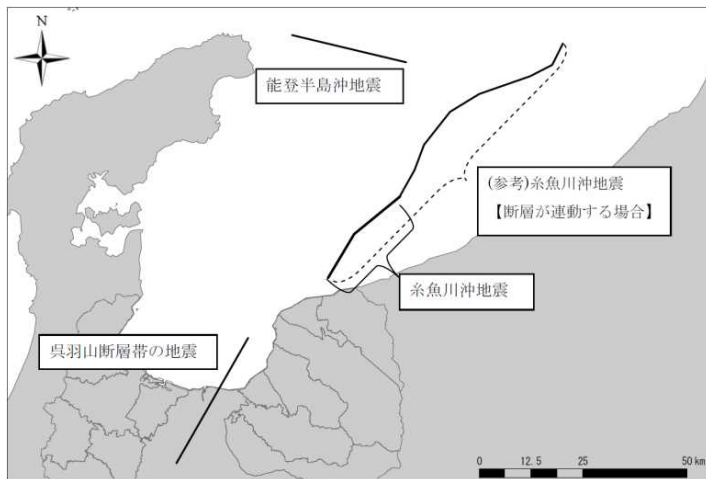 N
能登半島沖地震
(参考)糸魚川沖地震
【断層が連動する場合】
糸魚川沖地震
呉羽山断層帯の地震
0 12.5 25 50 km